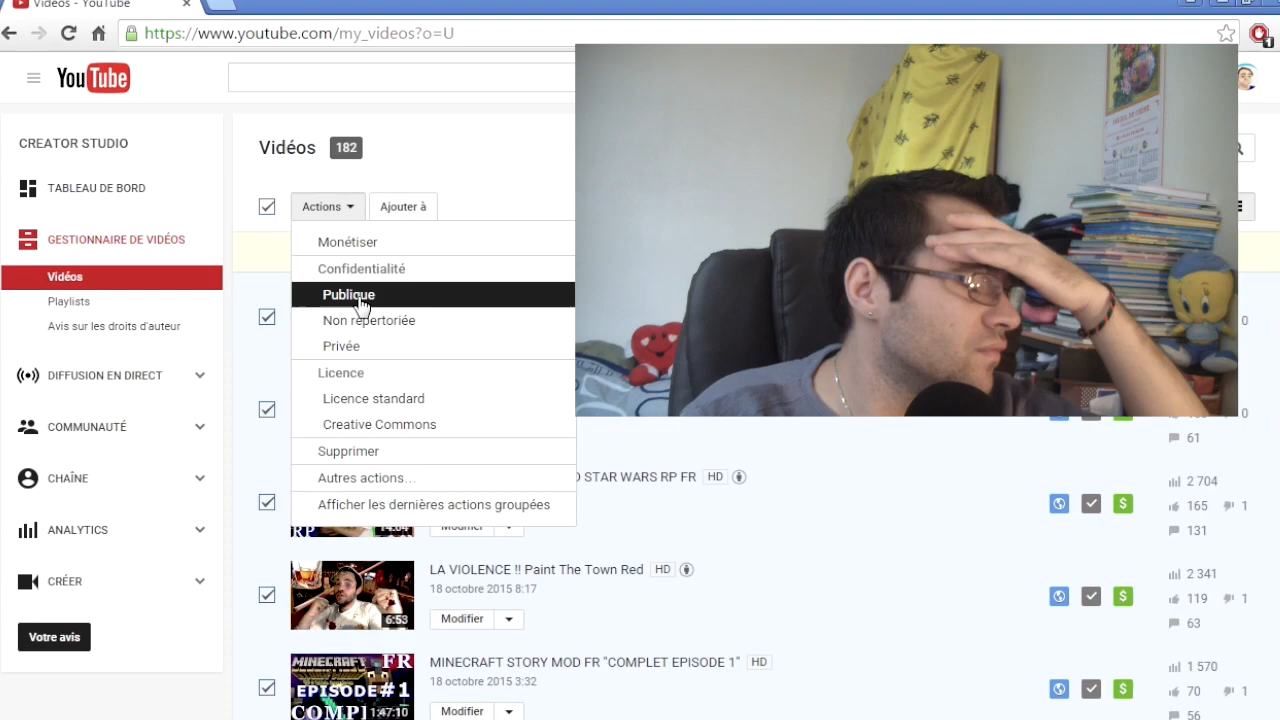 Vidéos - YouTube
https://www.youtube.com/my_videos?o=U
1
YouTube
CREATOR STUDIO
TABLEAU DE BORD
GESTIONNAIRE DE VIDÉOS
Vidéos
Playlists
Avis sur les droits d'auteur
DIFFUSION EN DIRECT
COMMUNAUTÉ
CHAÎNE
ANALYTICS
CRÉER
Votre avis
Vidéos 182
Actions Ajouter à
Monétiser
Confidentialité
Publique
Non répertoriée
Privée
Licence
Licence standard
Creative Commons
Supprimer
Autres actions...
Afficher les dernières actions groupées
0
0
61
STAR WARS RP FR HD
2 704
165 1
131
RP
Modifier
LA VIOLENCE !! Paint The Town Red HD
18 octobre 2015 8:17
Modifier
6:53
2 341
119 1
63
MINECRAFT STORY MOD FR "COMPLET EPISODE 1" HD
18 octobre 2015 3:32
Modifier
MINECRAFT FR
EPISODE#1
1:47:10
1 570
70 1
56